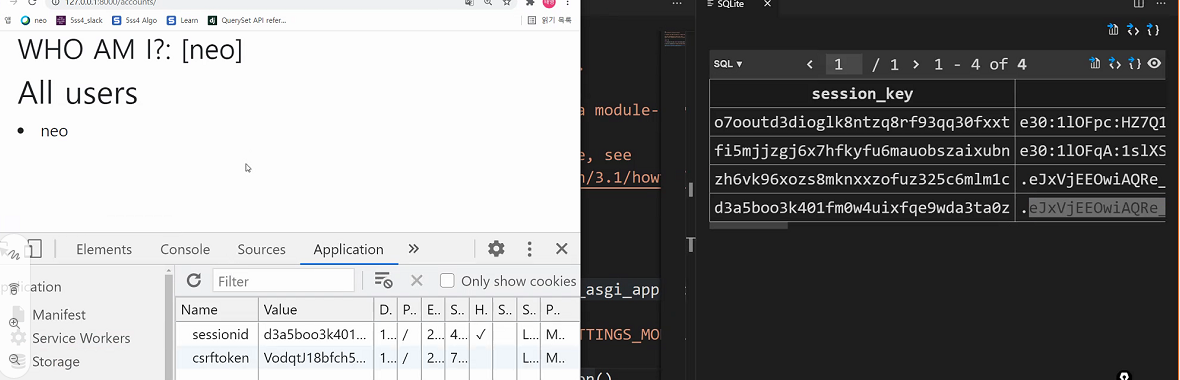 127.0.0.1:8000/accounts/
neo 5ss4_slack 5ss4 Algo Learn QuerySet API refer... 읽기 목록
WHO AM I?: [neo]
All users
neo
Elements Console Sources Application
Filter Only show cookies
Manifest
Service Workers
Storage
Name Value D. P.. E.. S.. H. S.. S.. P..
sessionid d3a5boo3k401... 1... / 2... 4... ✓ L... M..
csrftoken VodqtJ18bfch5... 1... / 2... 7... L... M..
a module-
e, see
n/3.1/how
_asgi_app
TTINGS_MO
on()
SQLite
SQL 1 / 1 1 - 4 of 4
session_key
o7ooutd3dioglk8ntzq8rf93qq30fxxt e30:1lOFpc:HZ7Q1
fi5mjjzgj6x7hfkyfu6mauobszaixubn e30:1lOFqA:1slXS
zh6vk96xozs8mknxxzofuz325c6mlm1c .eJxVjEEOwiAQRe_
d3a5boo3k401fm0w4uixfqe9wda3ta0z .eJxVjEEOwiAQRe_